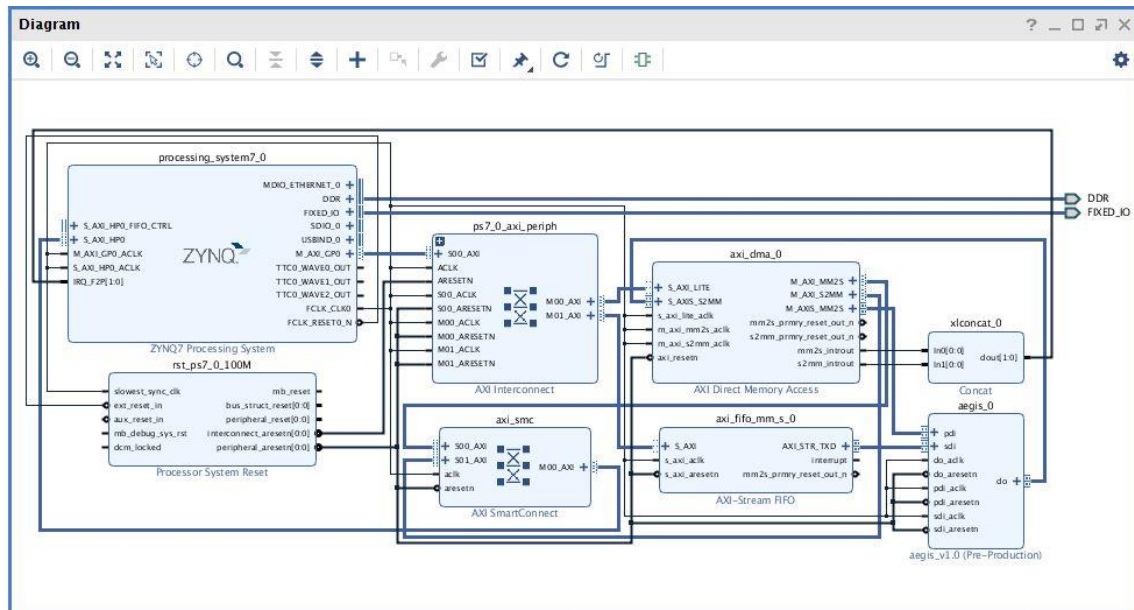 Diagram
processing_system7_0
MDIO_ETHERNET_0
DDR
FIXED_IO
SDIO_0
USBIND_0
M_AXI_GP0
TTC0_WAVE0_OUT
TTC0_WAVE1_OUT
TTC0_WAVE2_OUT
FCLK_CLK0
FCLK_RESET0_N
S_AXI_HP0_FIFO_CTRL
S_AXI_HP0
M_AXI_GP0_ACLK
S_AXI_HP0_ACLK
IRQ_F2P[1:0]
ZYNQ
ZYNQ7 Processing System
rst_ps7_0_100M
slowest_sync_clk
ext_reset_in
aux_reset_in
mb_debug_sys_rst
dcm_locked
mb_reset
bus_struct_reset[0:0]
peripheral_reset[0:0]
interconnect_aresetn[0:0]
peripheral_aresetn[0:0]
Processor System Reset
ps7_0_axi_periph
S00_AXI
ACLK
ARESETN
S00_ACLK
S00_ARESETN
M00_ACLK
M00_ARESETN
M01_ACLK
M01_ARESETN
M00_AXI
M01_AXI
AXI Interconnect
axi_smc
S00_AXI
S01_AXI
aclk
aresetn
M00_AXI
AXI SmartConnect
axi_dma_0
S_AXI_LITE
S_AXIS_S2MM
s_axi_lite_aclk
m_axi_mm2s_aclk
m_axi_s2mm_aclk
axi_resetn
M_AXI_MM2S
M_AXI_S2MM
M_AXIS_MM2S
mm2s_prmry_reset_out_n
s2mm_prmry_reset_out_n
mm2s_introut
s2mm_introut
AXI Direct Memory Access
axi_fifo_mm_s_0
S_AXI
s_axi_aclk
s_axi_aresetn
AXI_STR_TXD
interrupt
mm2s_prmry_reset_out_n
AXI-Stream FIFO
xlconcat_0
In0[0:0]
In1[0:0]
dout[1:0]
Concat
aegis_0
pdi
sdi
do_aclk
do_aresetn
pdi_aclk
pdi_aresetn
sdi_aclk
sdi_aresetn
do
aegis_v1.0 (Pre-Production)
DDR
FIXED_IO